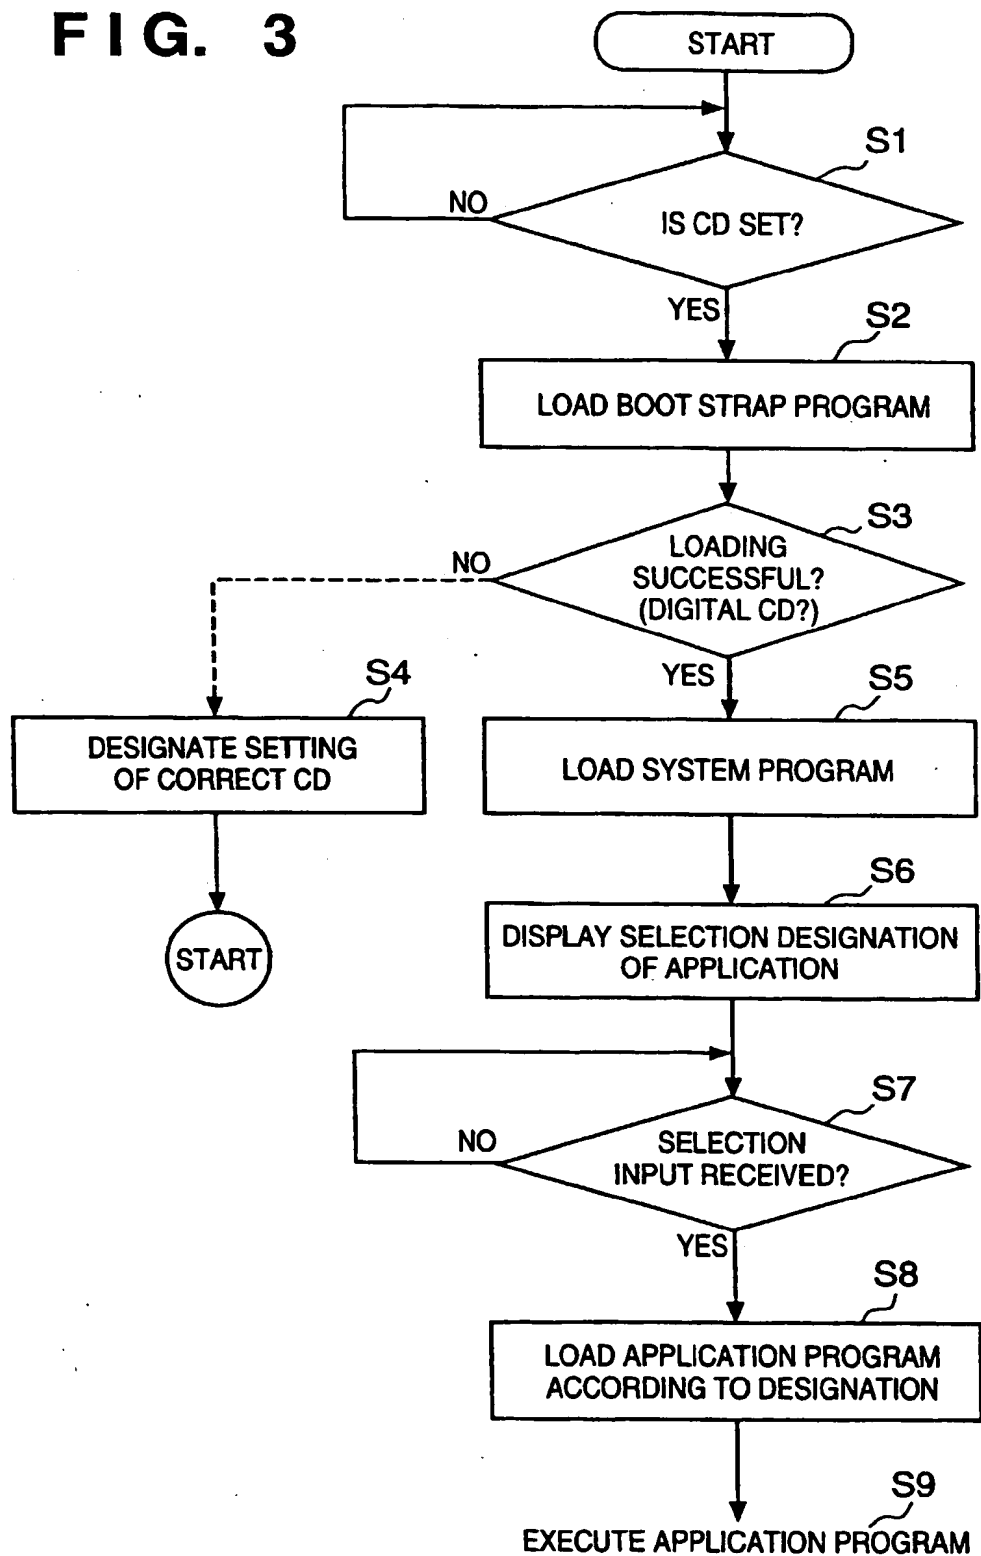 FIG. 3
START
S1
NO
IS CD SET?
YES
S2
LOAD BOOT STRAP PROGRAM
S3
NO
LOADING
SUCCESSFUL?
(DIGITAL CD?)
YES
S4
S5
DESIGNATE SETTING
OF CORRECT CD
LOAD SYSTEM PROGRAM
S6
START
DISPLAY SELECTION DESIGNATION
OF APPLICATION
S7
NO
SELECTION
INPUT RECEIVED?
YES
S8
LOAD APPLICATION PROGRAM
ACCORDING TO DESIGNATION
S9
EXECUTE APPLICATION PROGRAM